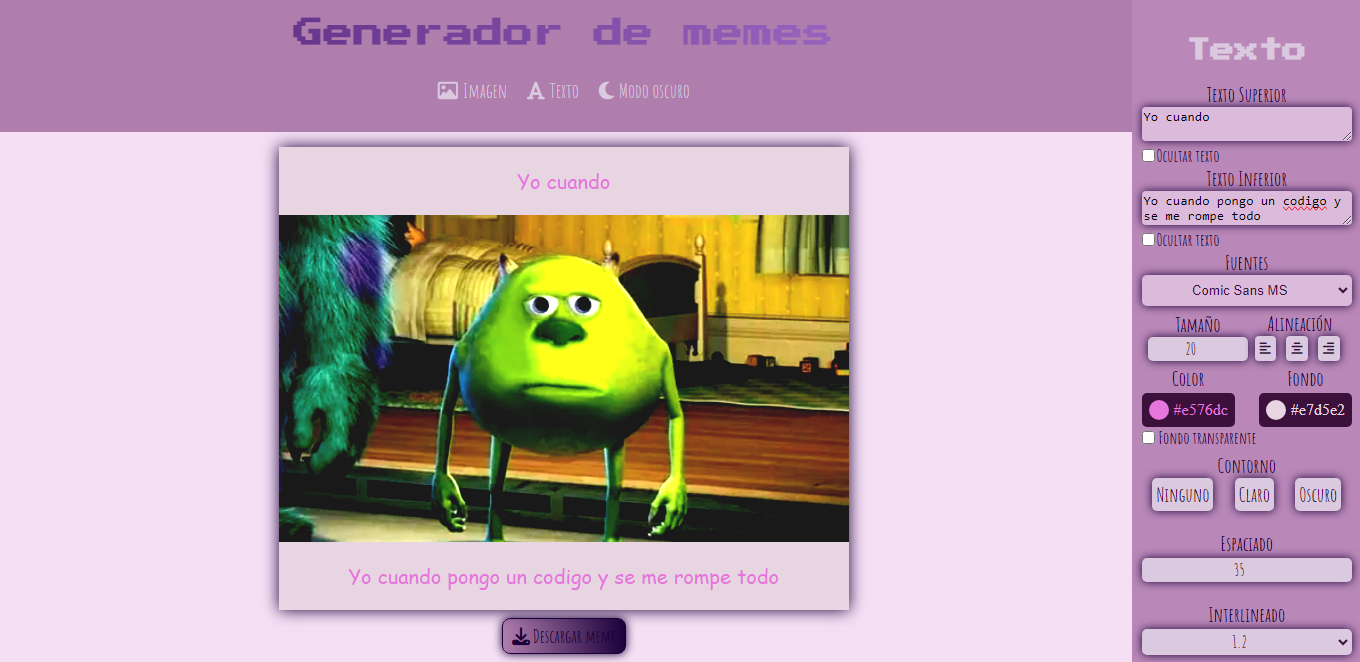 Generador de memes
Imagen Texto Modo oscuro
Yo cuando
Yo cuando pongo un codigo y se me rompe todo
Descargar meme
Texto
Texto Superior
Yo cuando
Ocultar texto
Texto Inferior
Yo cuando pongo un codigo y
se me rompe todo
Ocultar texto
Fuentes
Comic Sans MS
Tamaño Alineación
20
Color Fondo
#e576dc #e7d5e2
Fondo transparente
Contorno
Ninguno Claro Oscuro
Espaciado
35
Interlineado
1.2